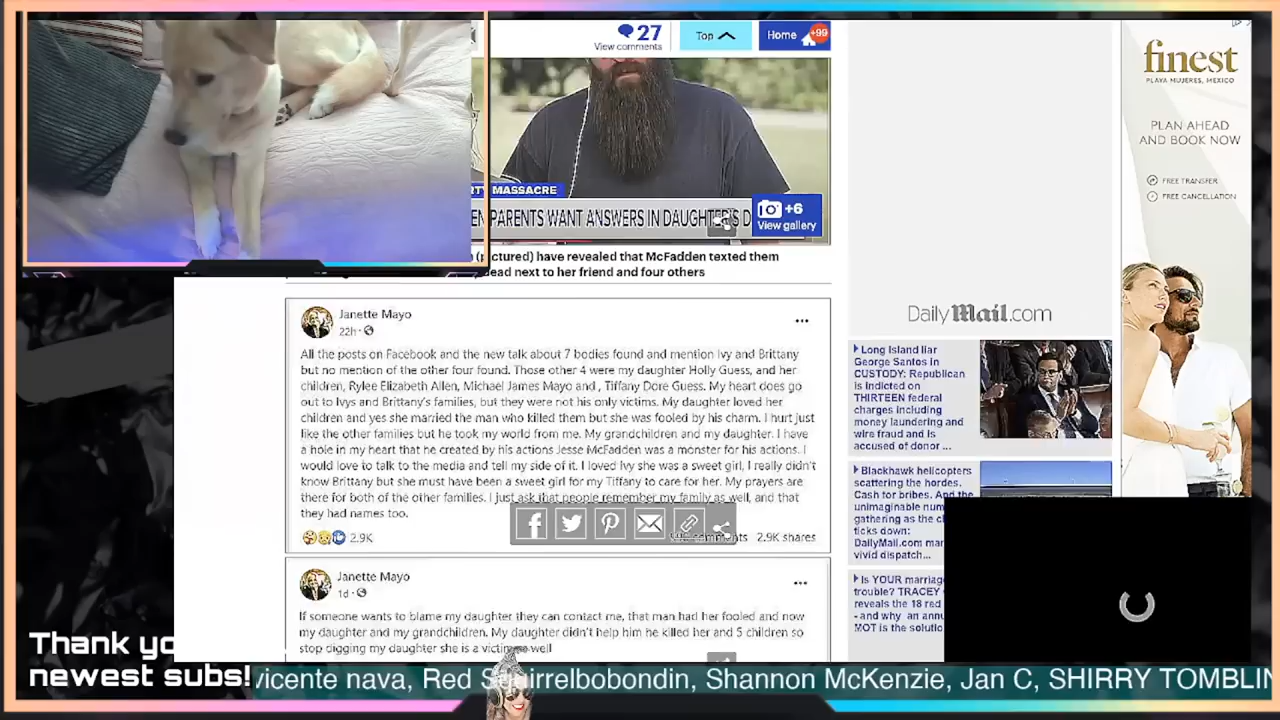 27
View comments
Top
Home
+99
MASSACRE
PARENTS WANT ANSWERS IN DAUGHTER'S D
+6
View gallery
have revealed that McFadden texted them
next to her friend and four others
Janette Mayo
22h
All the posts on Facebook and the new talk about 7 bodies found and mention Ivy and Brittany
but no mention of the other four found. Those other 4 were my daughter Holly Guess, and her
children, Rylee Elizabeth Allen, Michael James Mayo and , Tiffany Dore Guess. My heart does go
out to Ivys and Brittany's families, but they were not his only victims. My daughter loved her
children and yes she married the man who killed them but she was fooled by his charm. I hurt just
like the other families but he took my world from me. My grandchildren and my daughter. I have
a hole in my heart that he created by his actions Jesse McFadden was a monster for his actions. I
would love to talk to the media and tell my side of it. I loved Ivy she was a sweet girl, I really didn't
know Brittany but she must have been a sweet girl for my Tiffany to care for her. My prayers are
there for both of the other families. I just ask that people remember my family as well, and that
they had names too.
2.9K
2.9K shares
Janette Mayo
1d
If someone wants to blame my daughter they can contact me, that man had her fooled and now
my daughter and my grandchildren. My daughter didn't help him he killed her and 5 children so
stop digging my daughter she is a victim as well
DailyMail.com
Long Island liar
George Santos in
CUSTODY: Republican
is indicted on
THIRTEEN federal
charges including
money laundering and
wire fraud and is
accused of donor ...
Blackhawk helicopters
scattering the hordes.
Cash for bribes. And the
unimaginable
gathering as the
ticks down:
DailyMail.com
vivid dispatch...
Is YOUR
trouble? TRACEY
reveals the 18 red
- and why an
MOT is the
finest
PLAYA MUJERES, MEXICO
PLAN AHEAD
AND BOOK NOW
FREE TRANSFER
FREE CANCELLATION
Thank
newest subs!
vicente nava, Red Squirrelbobondin, Shannon McKenzie, Jan C, SHIRRY TOMBLIN